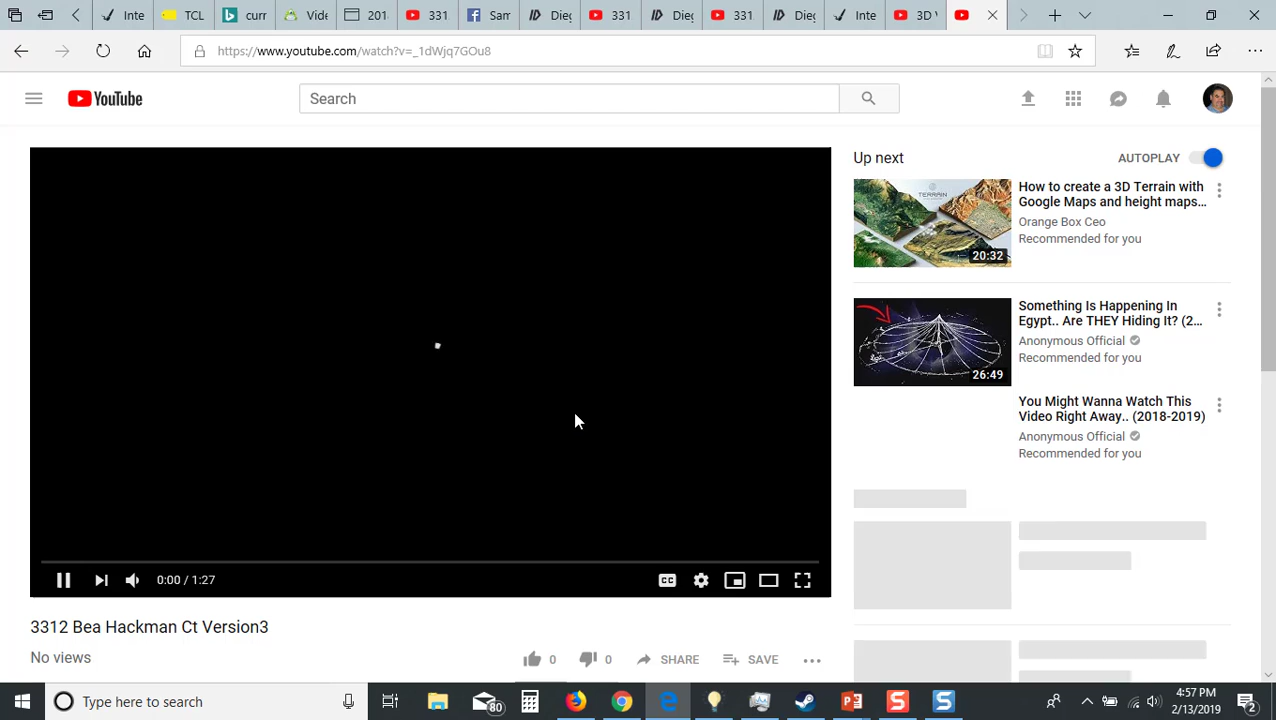 Inte
TCL
curr
Vide
201
331
Sam
Dieg
331
Dieg
331
Dieg
Inte
3D V
https://www.youtube.com/watch?v=_1dWjq7GOu8
YouTube
Search
Up next
AUTOPLAY
TERRAIN
20:32
How to create a 3D Terrain with
Google Maps and height maps...
Orange Box Ceo
Recommended for you
26:49
Something Is Happening In
Egypt.. Are THEY Hiding It? (2...
Anonymous Official
Recommended for you
You Might Wanna Watch This
Video Right Away.. (2018-2019)
Anonymous Official
Recommended for you
0:00 / 1:27
CC
3312 Bea Hackman Ct Version3
No views
0
0
SHARE
SAVE
Type here to search
80
4:57 PM
2/13/2019
2